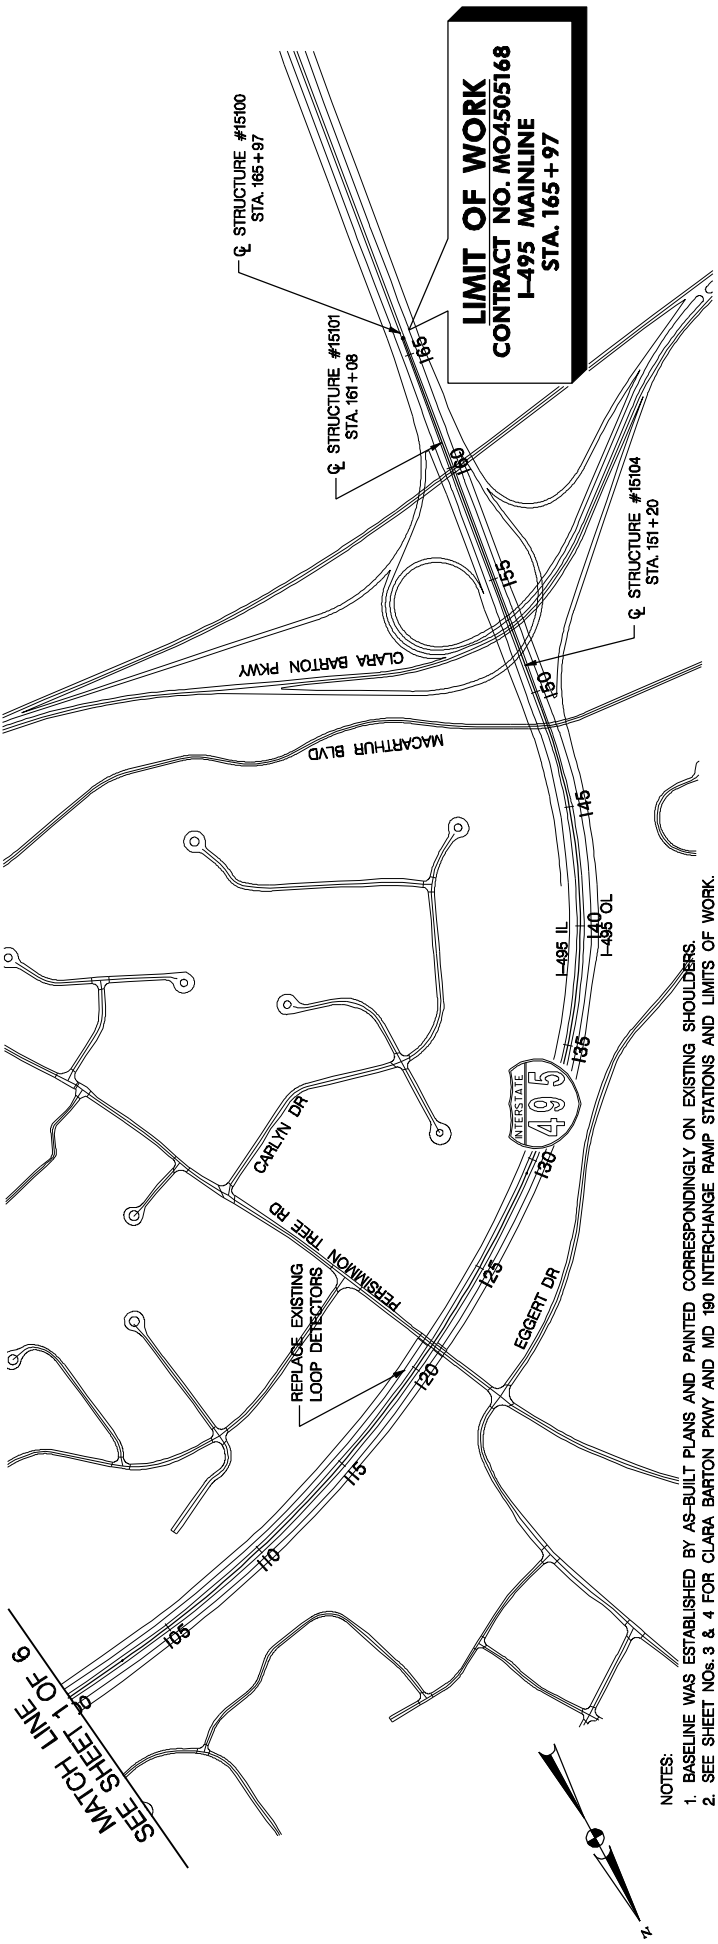 MATCH LINE
SEE SHEET 1 OF 6
105
110
115
120
125
130
135
140
145
150
155
160
165
REPLACE EXISTING
LOOP DETECTORS
PERSIMMON TREE RD
CARLYN DR
EGGERT DR
INTERSTATE
495
I-495 IL
I-495 OL
MACARTHUR BLVD
CLARA BARTON PKWY
℄ STRUCTURE #15104
STA. 151+20
℄ STRUCTURE #15101
STA. 161+08
℄ STRUCTURE #15100
STA. 165+97
LIMIT OF WORK
CONTRACT NO. MO4505168
I-495 MAINLINE
STA. 165+97
N
NOTES:
1. BASELINE WAS ESTABLISHED BY AS-BUILT PLANS AND PAINTED CORRESPONDINGLY ON EXISTING SHOULDERS.
2. SEE SHEET NOs. 3 & 4 FOR CLARA BARTON PKWY AND MD 190 INTERCHANGE RAMP STATIONS AND LIMITS OF WORK.